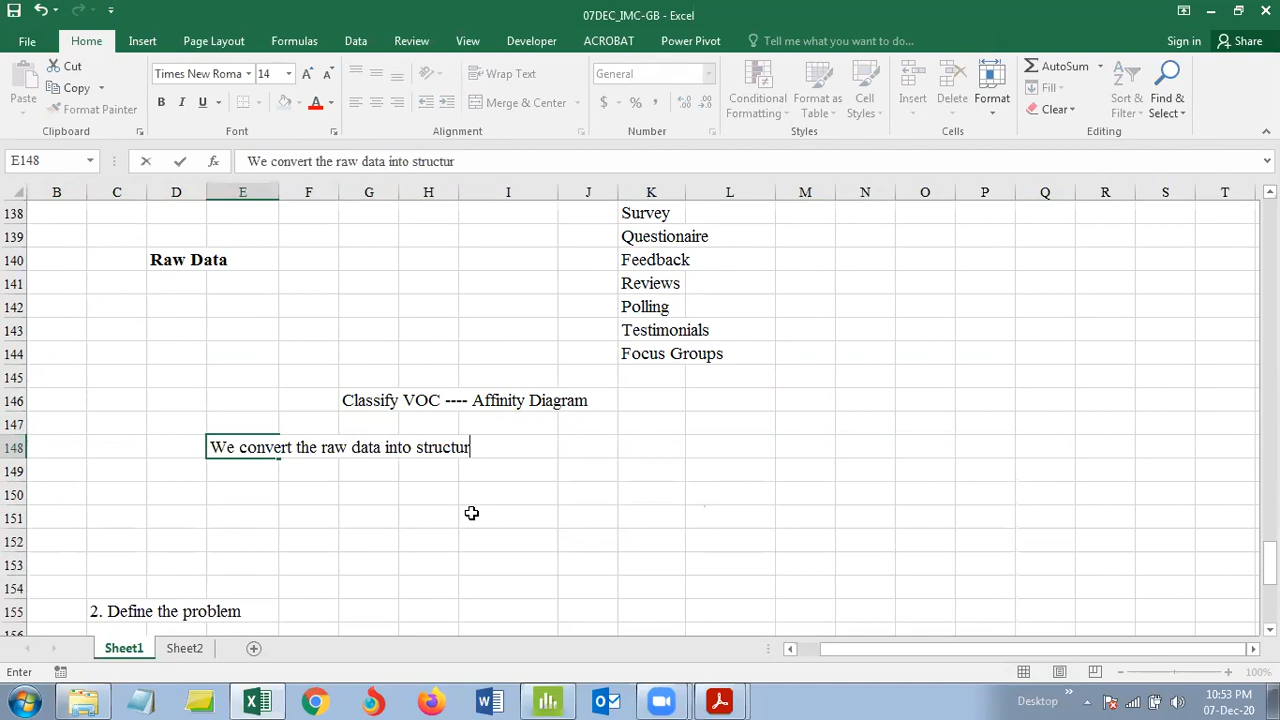 07DEC_IMC-GB - Excel
File Home Insert Page Layout Formulas Data Review View Developer ACROBAT Power Pivot Tell me what you want to do... Sign in Share
Paste Cut Copy Format Painter
Times New Roma 14
Wrap Text
Merge & Center
General
Conditional Formatting Format as Table Cell Styles
Insert Delete Format
AutoSum Fill Clear
Sort & Filter Find & Select
Clipboard Font Alignment Number Styles Cells Editing
E148 We convert the raw data into structur
B C D E F G H I J K L M N O P Q R S T
138 Survey
139 Questionaire
140 Raw Data Feedback
141 Reviews
142 Polling
143 Testimonials
144 Focus Groups
145
146 Classify VOC ---- Affinity Diagram
147
148 We convert the raw data into structur
149
150
151
152
153
154
155 2. Define the problem
156
Sheet1 Sheet2
Enter 100%
Desktop 10:53 PM
07-Dec-20